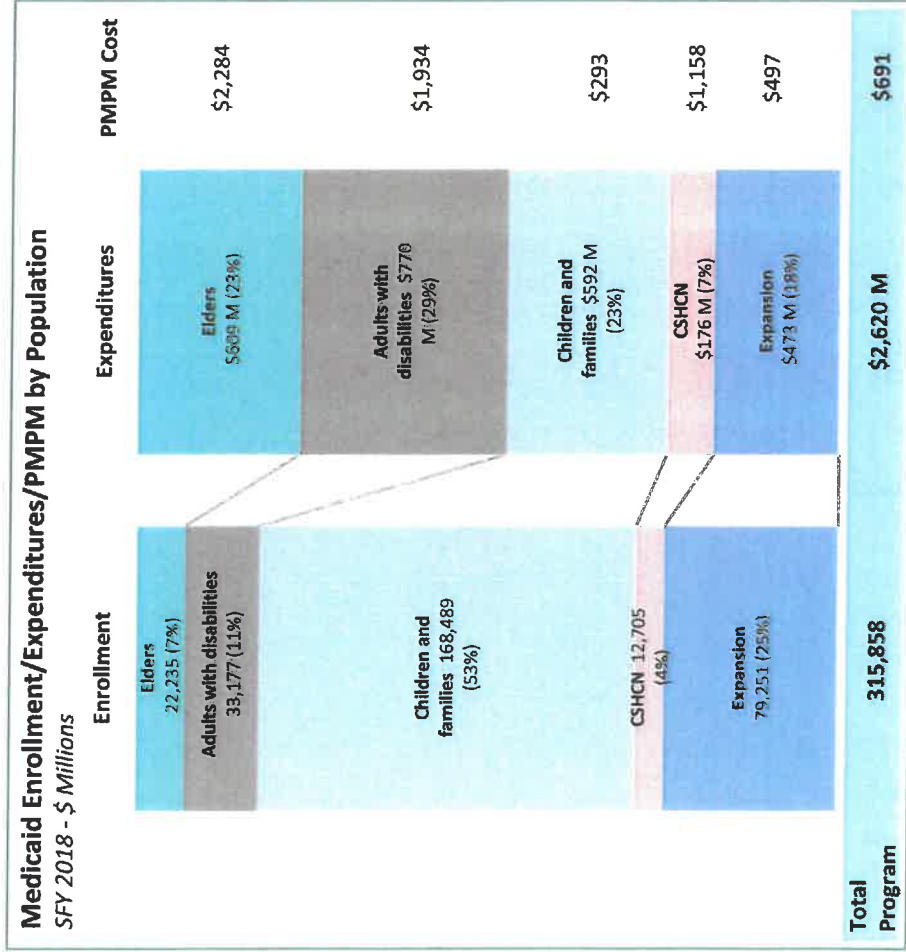 Medicaid Enrollment/Expenditures/PMPM by Population
SFY 2018 - $ Millions
Enrollment
Expenditures
PMPM Cost
Elders
22,235 (7%)
Adults with disabilities
33,177 (11%)
Children and
families 168,489
(53%)
CSHCN 12,705
(4%)
Expansion
79,251 (25%)
Elders
$609 M (23%)
Adults with
disabilities $770
M (29%)
Children and
families $592 M
(23%)
CSHCN
$176 M (7%)
Expansion
$473 M (18%)
$2,284
$1,934
$293
$1,158
$497
Total
Program
315,858
$2,620 M
$691